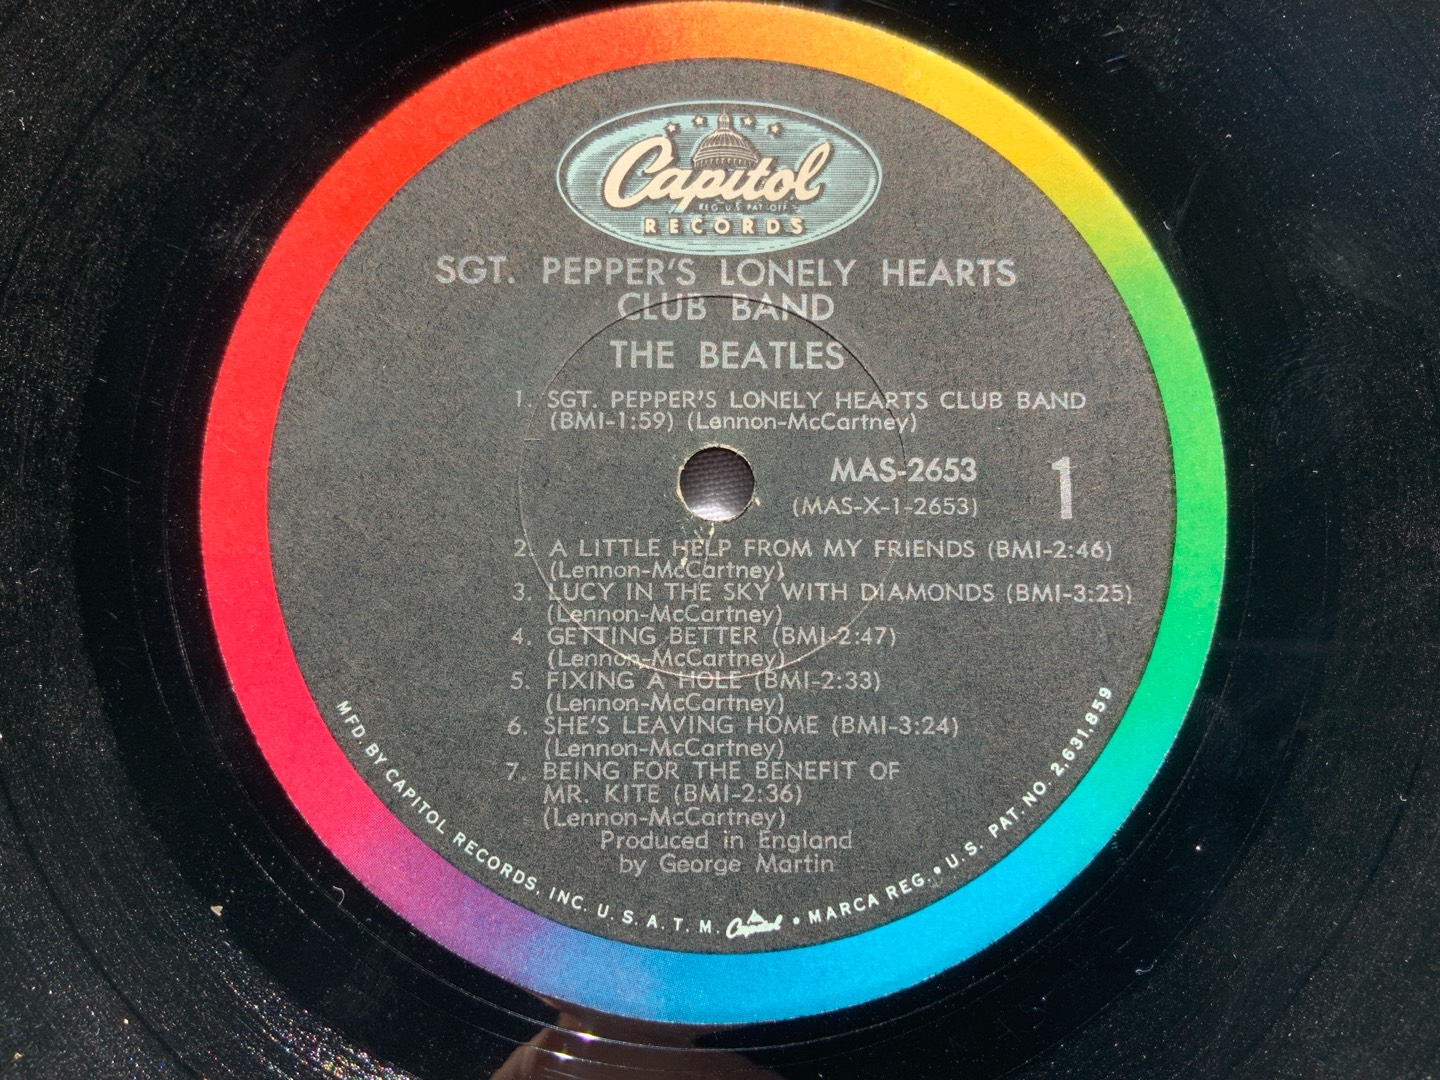 Capitol
REG. U.S. PAT. OFF.
RECORDS
SGT. PEPPER'S LONELY HEARTS
CLUB BAND
THE BEATLES
1. SGT. PEPPER'S LONELY HEARTS CLUB BAND
(BMI-1:59) (Lennon-McCartney)
MAS-2653
(MAS-X-1-2653)
1
2. A LITTLE HELP FROM MY FRIENDS (BMI-2:46)
(Lennon-McCartney)
3. LUCY IN THE SKY WITH DIAMONDS (BMI-3:25)
(Lennon-McCartney)
4. GETTING BETTER (BMI-2:47)
(Lennon-McCartney)
5. FIXING A HOLE (BMI-2:33)
(Lennon-McCartney)
6. SHE'S LEAVING HOME (BMI-3:24)
(Lennon-McCartney)
7. BEING FOR THE BENEFIT OF
MR. KITE (BMI-2:36)
(Lennon-McCartney)
Produced in England
by George Martin
MFD. BY CAPITOL RECORDS, INC. U.S.A. T.M. Capitol • MARCA REG. • U.S. PAT. NO. 2,631,859